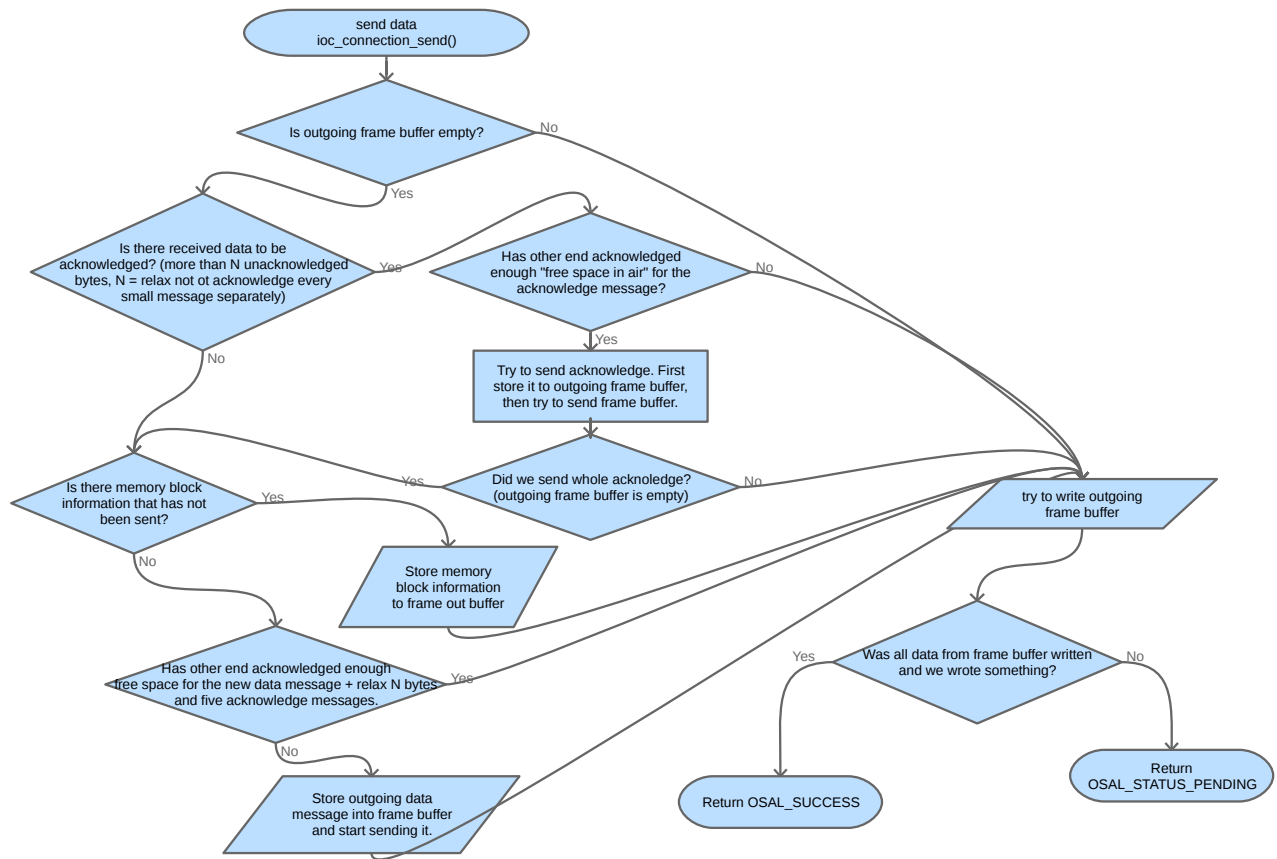 send data
ioc_connection_send()
Is outgoing frame buffer empty?
No
Yes
Is there received data to be
acknowledged? (more than N unacknowledged
bytes, N = relax not ot acknowledge every
small message separately)
Yes
No
Has other end acknowledged
enough "free space in air" for the
acknowledge message?
No
Yes
Try to send acknowledge. First
store it to outgoing frame buffer,
then try to send frame buffer.
Did we send whole acknoledge?
(outgoing frame buffer is empty)
Yes
No
Is there memory block
information that has not
been sent?
Yes
No
try to write outgoing
frame buffer
Store memory
block information
to frame out buffer
Has other end acknowledged enough
free space for the new data message + relax N bytes
and five acknowledge messages.
Yes
No
Was all data from frame buffer written
and we wrote something?
Yes
No
Store outgoing data
message into frame buffer
and start sending it.
Return OSAL_SUCCESS
Return
OSAL_STATUS_PENDING